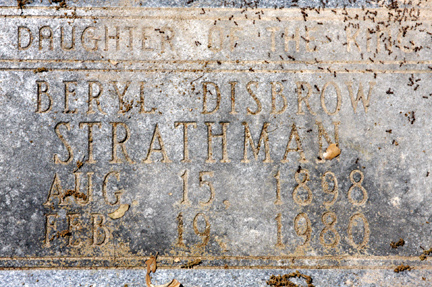 DAUGHTER OF THE
BERYL DISBROW
STRATHMAN
AUG. 15, 1898
FEB. 19, 1980